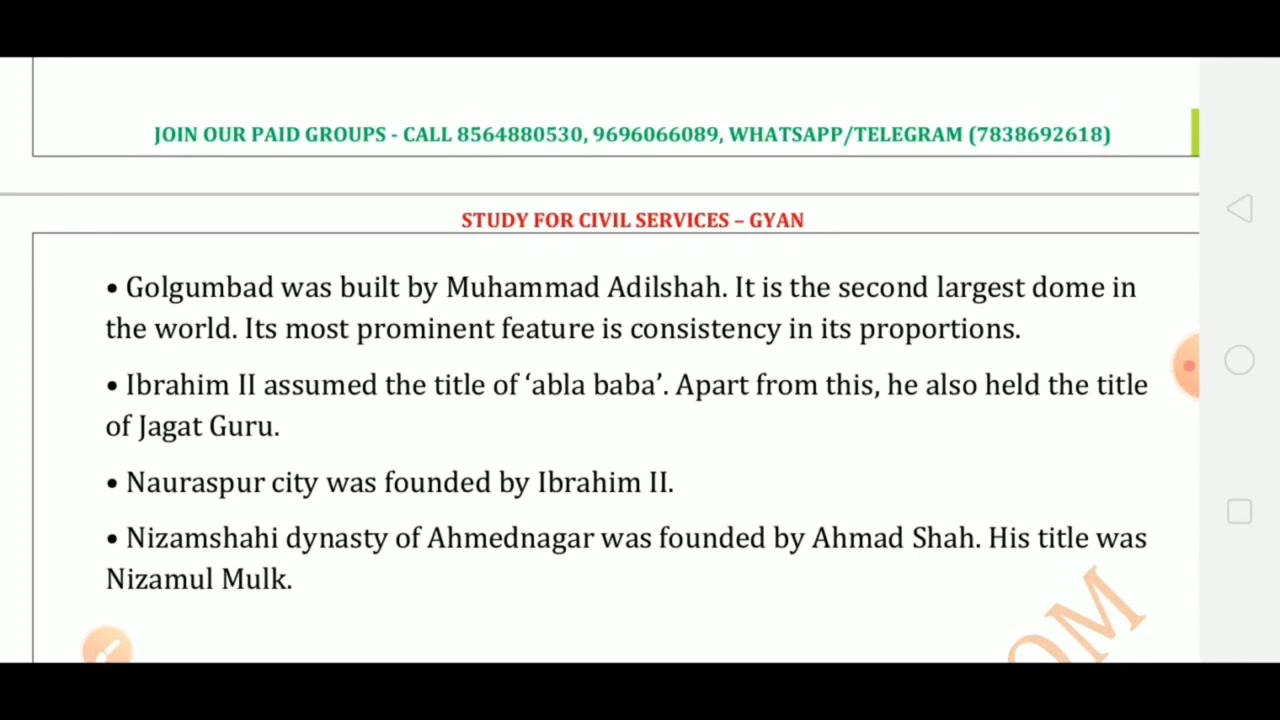 JOIN OUR PAID GROUPS - CALL 8564880530, 9696066089, WHATSAPP/TELEGRAM (7838692618)
STUDY FOR CIVIL SERVICES – GYAN
• Golgumbad was built by Muhammad Adilshah. It is the second largest dome in
the world. Its most prominent feature is consistency in its proportions.
• Ibrahim II assumed the title of ‘abla baba’. Apart from this, he also held the title
of Jagat Guru.
• Nauraspur city was founded by Ibrahim II.
• Nizamshahi dynasty of Ahmednagar was founded by Ahmad Shah. His title was
Nizamul Mulk.
OM